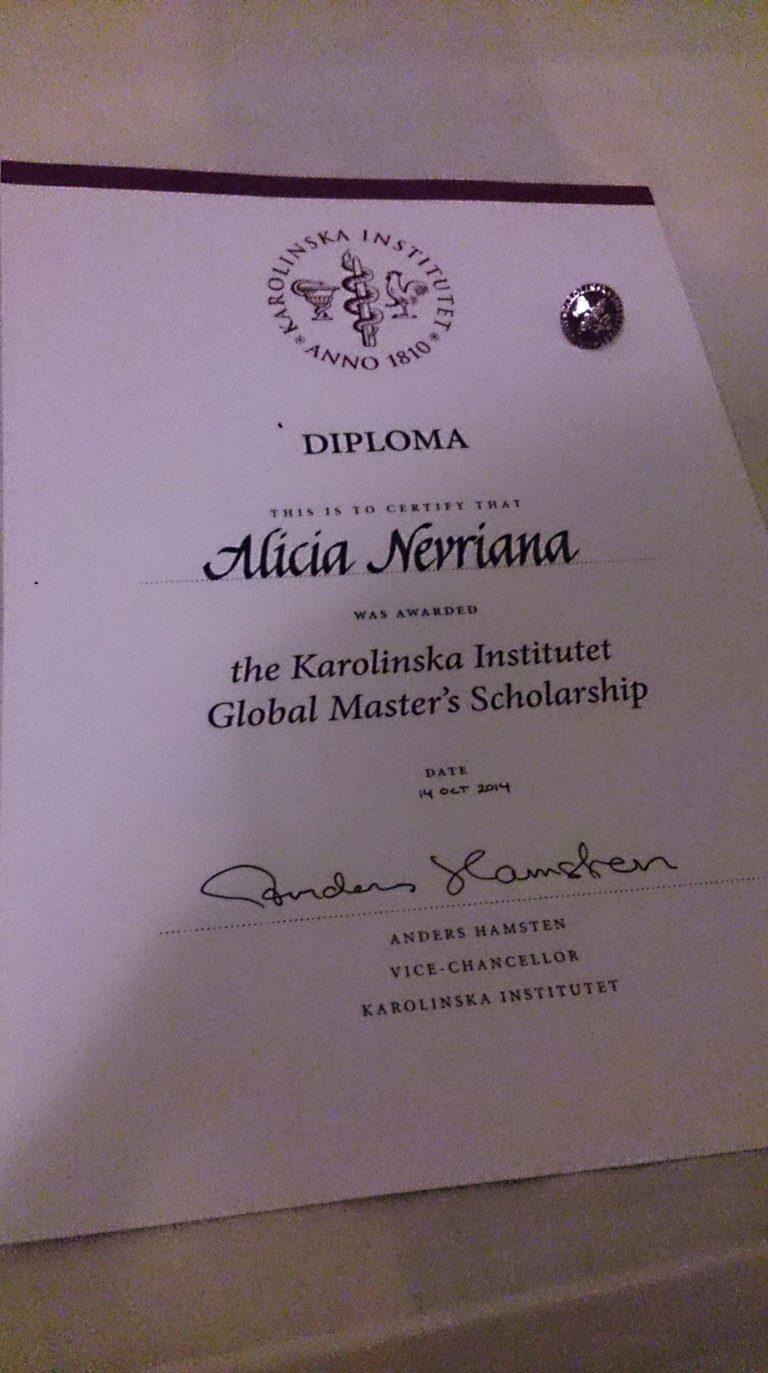 KAROLINSKA INSTITUTET
* ANNO 1810 *
DIPLOMA
THIS IS TO CERTIFY THAT
Alicia Nevriana
WAS AWARDED
the Karolinska Institutet
Global Master's Scholarship
DATE
14 OCT 2014
Anders Hamsten
ANDERS HAMSTEN
VICE-CHANCELLOR
KAROLINSKA INSTITUTET